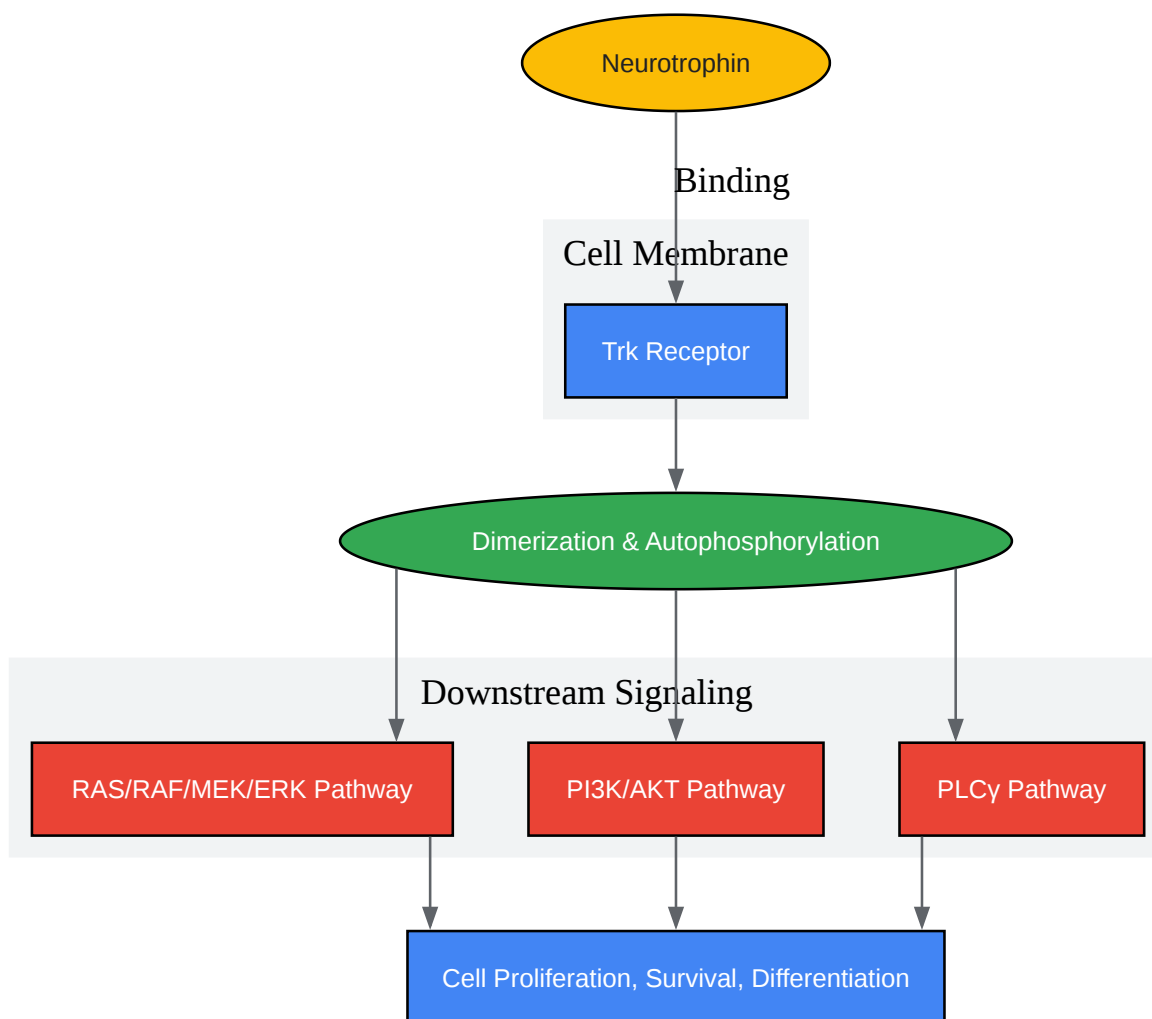 Neurotrophin
Binding
Cell Membrane
Trk Receptor
Dimerization & Autophosphorylation
Downstream Signaling
RAS/RAF/MEK/ERK Pathway
PI3K/AKT Pathway
PLCγ Pathway
Cell Proliferation, Survival, Differentiation